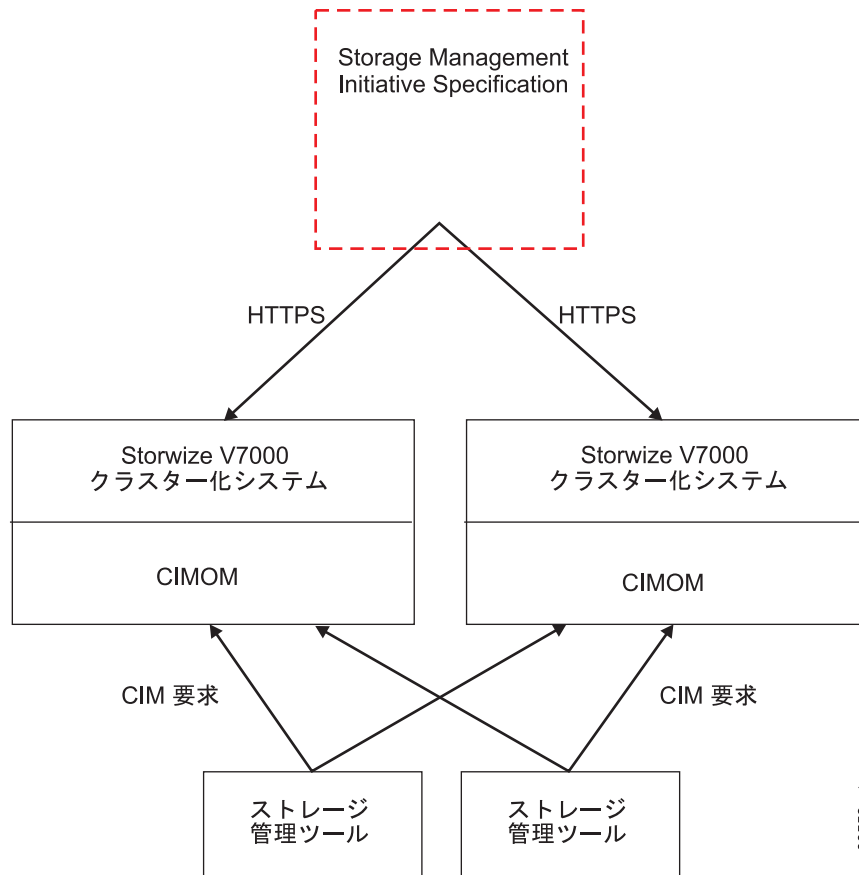 Storage Management
Initiative Specification
HTTPS
HTTPS
Storwize V7000
クラスター化システム
Storwize V7000
クラスター化システム
CIMOM
CIMOM
CIM 要求
CIM 要求
ストレージ
管理ツール
ストレージ
管理ツール